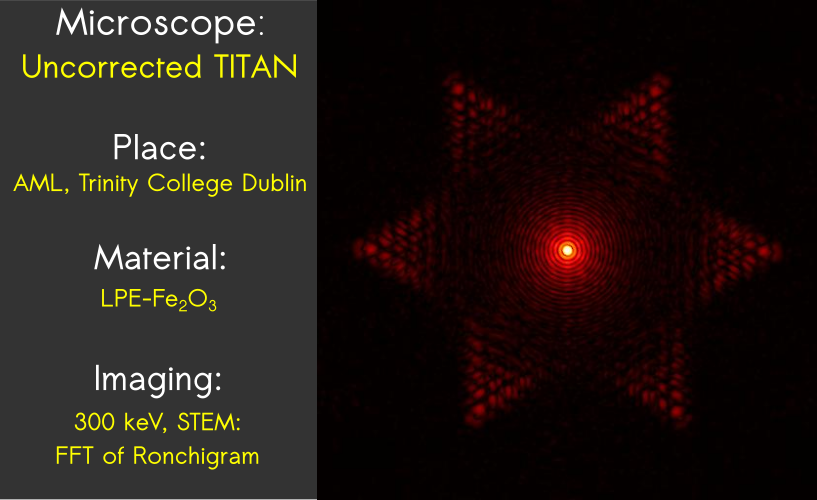 Microscope:
Uncorrected TITAN
Place:
AML, Trinity College Dublin
Material:
LPE-Fe₂O₃
Imaging:
300 keV, STEM:
FFT of Ronchigram